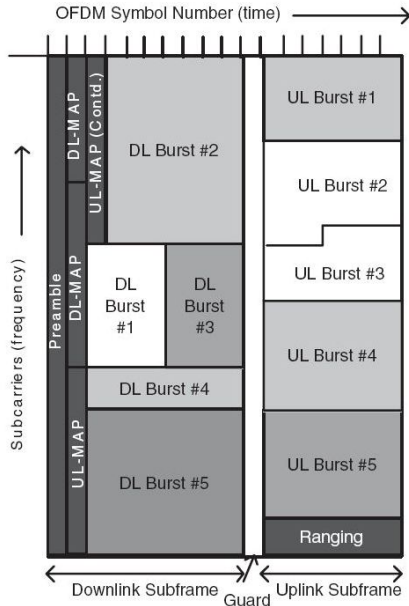 OFDM Symbol Number (time)
Subcarriers (frequency)
Preamble
DL-MAP
DL-MAP
UL-MAP
UL-MAP (Contd.)
DL Burst #2
DL
Burst
#1
DL
Burst
#3
DL Burst #4
DL Burst #5
UL Burst #1
UL Burst #2
UL Burst #3
UL Burst #4
UL Burst #5
Ranging
Downlink Subframe
Guard
Uplink Subframe